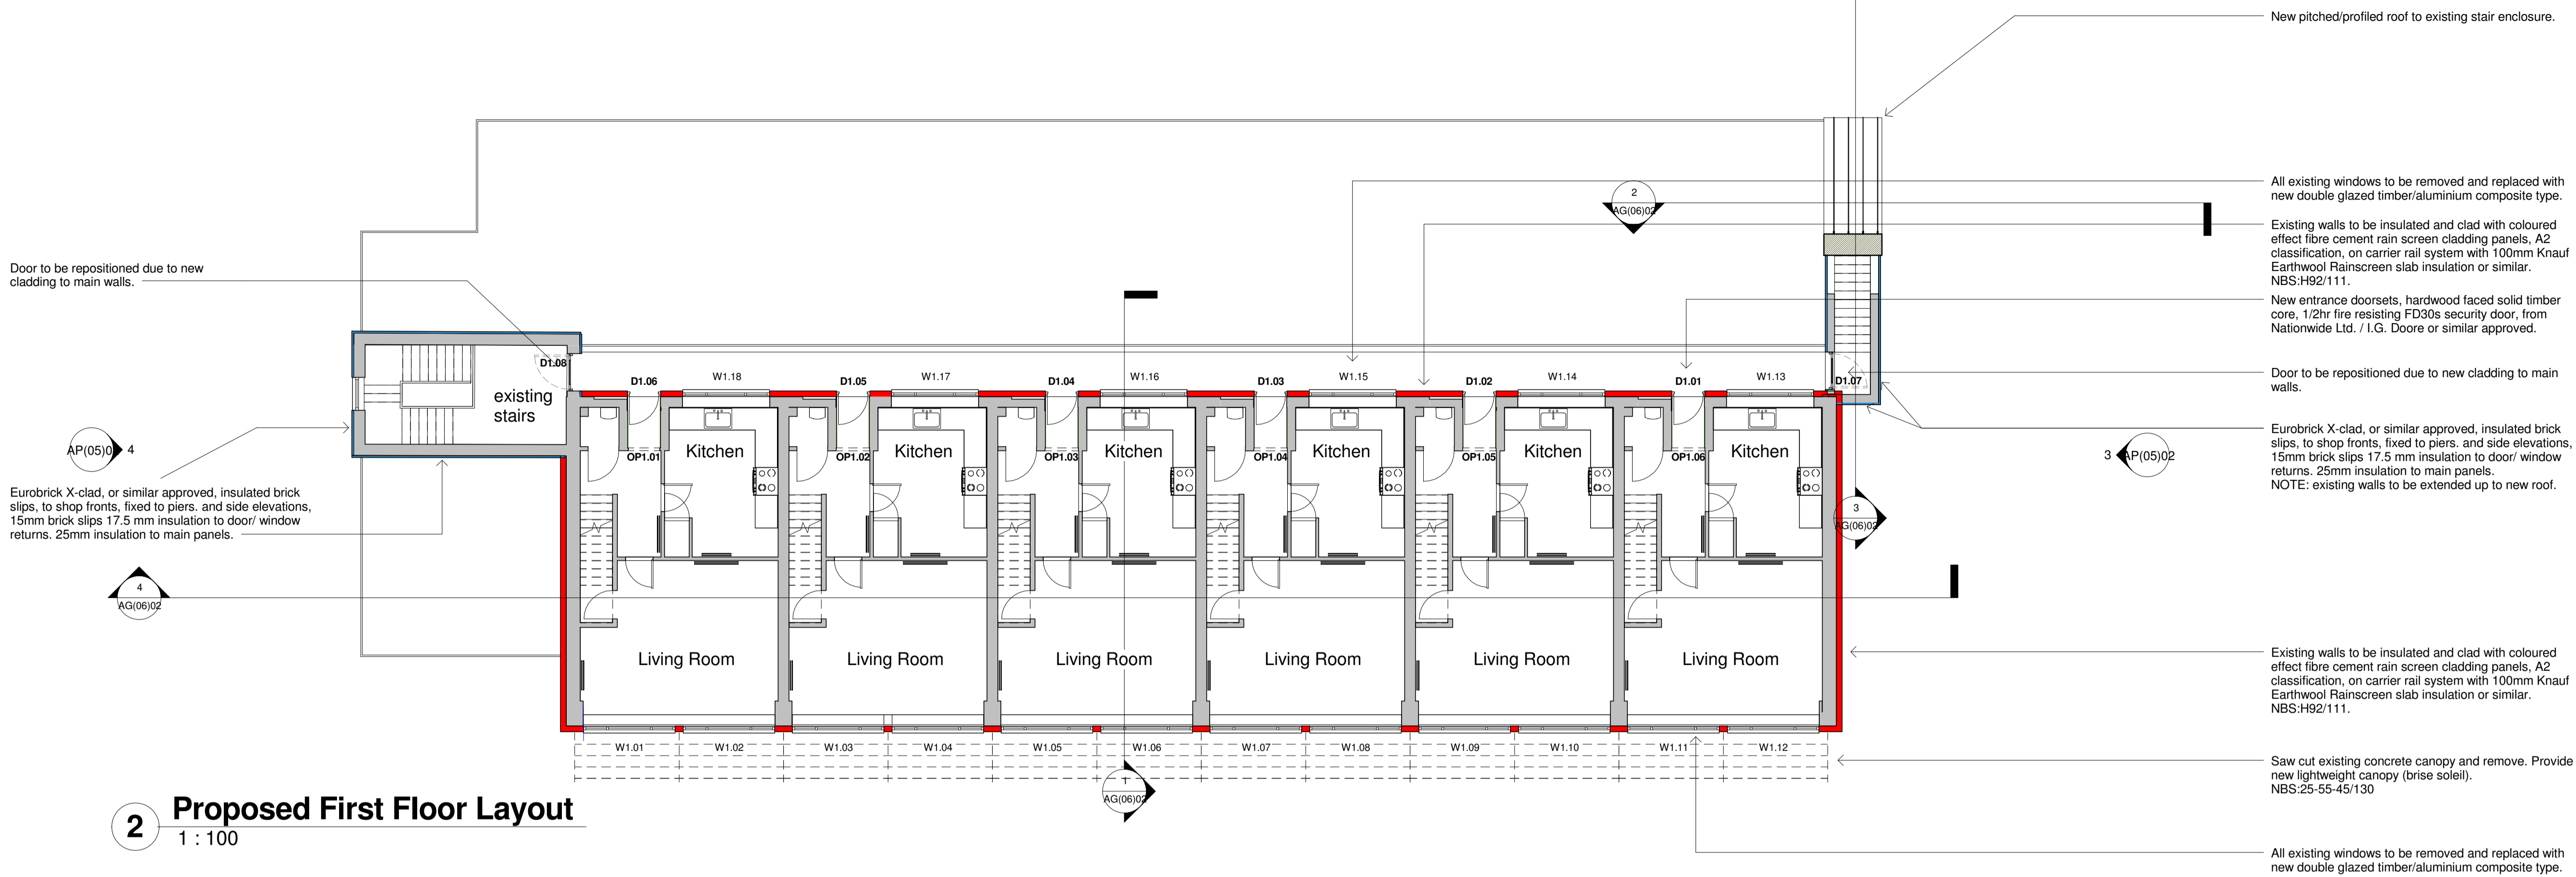 New pitched/profiled roof to existing stair enclosure.
All existing windows to be removed and replaced with
new double glazed timber/aluminium composite type.
2
AG(06)02
Existing walls to be insulated and clad with coloured
effect fibre cement rain screen cladding panels, A2
classification, on carrier rail system with 100mm Knauf
Earthwool Rainscreen slab insulation or similar.
NBS:H92/111.
Door to be repositioned due to new
cladding to main walls.
New entrance doorsets, hardwood faced solid timber
core, 1/2hr fire resisting FD30s security door, from
Nationwide Ltd. / I.G. Doore or similar approved.
Door to be repositioned due to new cladding to main
walls.
D1.08
D1.06
W1.18
D1.05
W1.17
D1.04
W1.16
D1.03
W1.15
D1.02
W1.14
D1.01
W1.13
D1.07
existing
stairs
Kitchen
Kitchen
Kitchen
Kitchen
Kitchen
Kitchen
OP1.01
OP1.02
OP1.03
OP1.04
OP1.05
OP1.06
AP(05)0
4
3
AP(05)02
Eurobrick X-clad, or similar approved, insulated brick
slips, to shop fronts, fixed to piers. and side elevations,
15mm brick slips 17.5 mm insulation to door/ window
returns. 25mm insulation to main panels.
NOTE: existing walls to be extended up to new roof.
Eurobrick X-clad, or similar approved, insulated brick
slips, to shop fronts, fixed to piers. and side elevations,
15mm brick slips 17.5 mm insulation to door/ window
returns. 25mm insulation to main panels.
3
AG(06)02
4
AG(06)02
Living Room
Living Room
Living Room
Living Room
Living Room
Living Room
Existing walls to be insulated and clad with coloured
effect fibre cement rain screen cladding panels, A2
classification, on carrier rail system with 100mm Knauf
Earthwool Rainscreen slab insulation or similar.
NBS:H92/111.
W1.01
W1.02
W1.03
W1.04
W1.05
W1.06
W1.07
W1.08
W1.09
W1.10
W1.11
W1.12
1
AG(06)02
Saw cut existing concrete canopy and remove. Provide
new lightweight canopy (brise soleil).
NBS:25-55-45/130
2
Proposed First Floor Layout
1 : 100
All existing windows to be removed and replaced with
new double glazed timber/aluminium composite type.